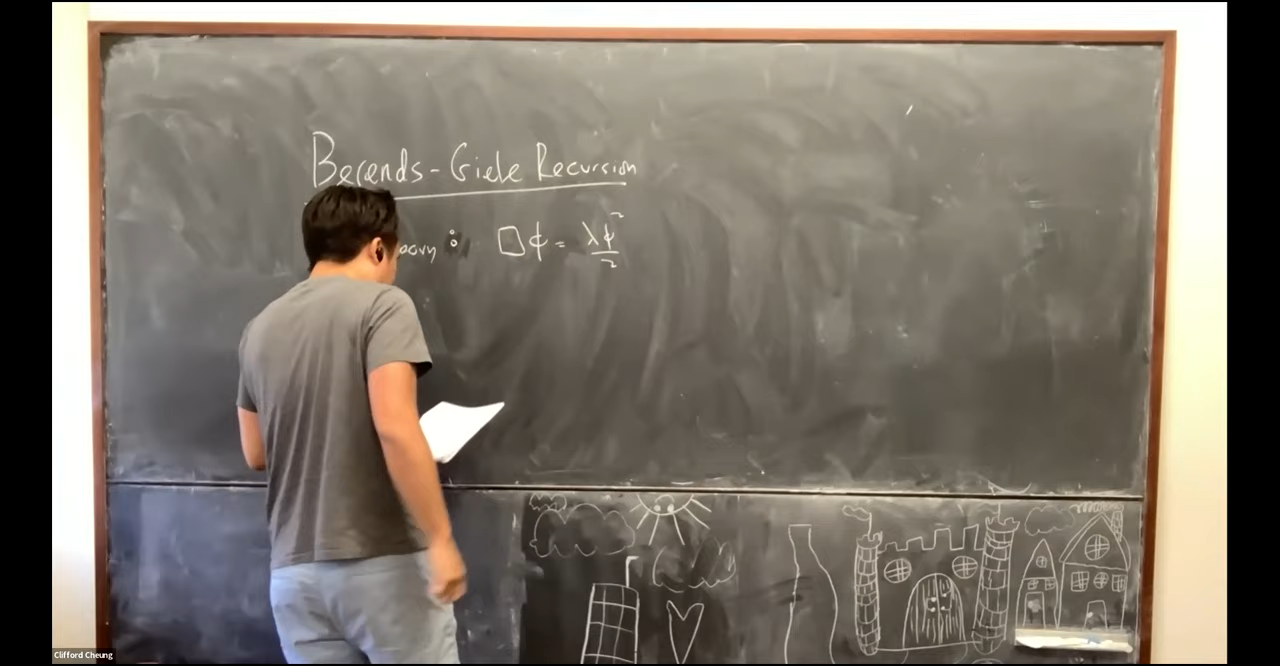 Berends-Giele Recursion
: □ϕ = λϕ²/2
Clifford Cheung